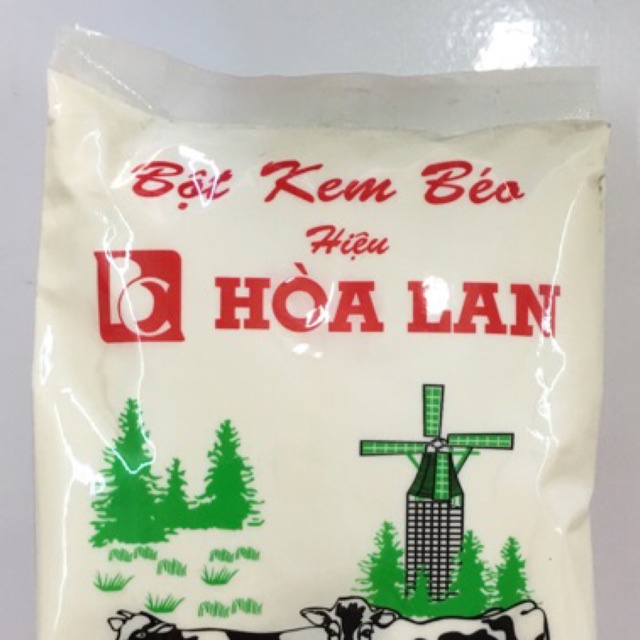 Bột Kem Béo
Hiệu
HÒA LAN